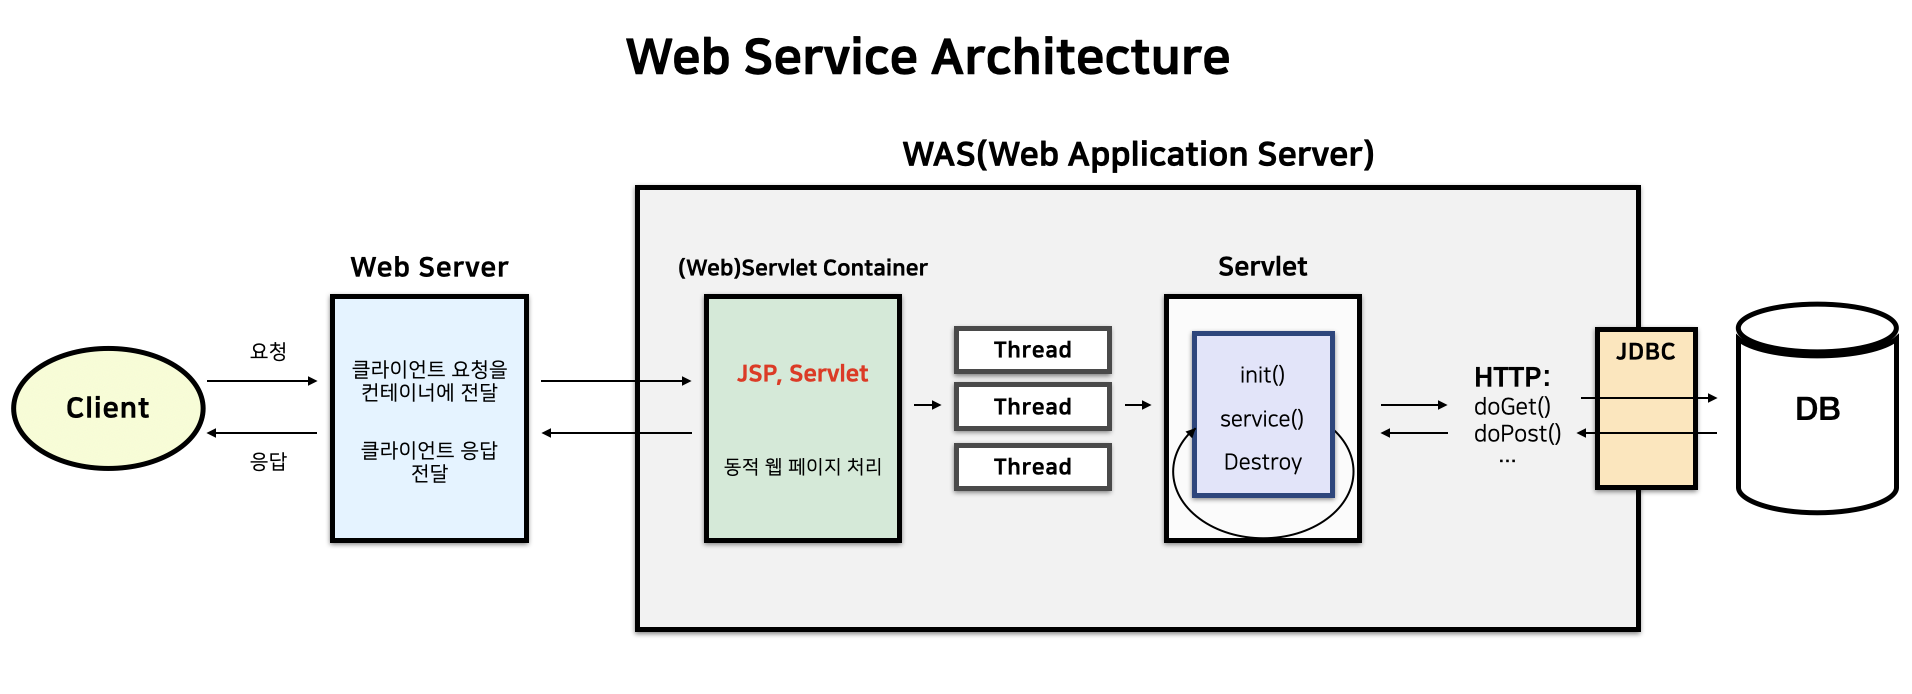 Web Service Architecture
WAS(Web Application Server)
Client
요청
응답
Web Server
클라이언트 요청을
컨테이너에 전달
클라이언트 응답
전달
(Web)Servlet Container
JSP, Servlet
동적 웹 페이지 처리
Thread
Thread
Thread
Servlet
init()
service()
Destroy
HTTP:
doGet()
doPost()
...
JDBC
DB